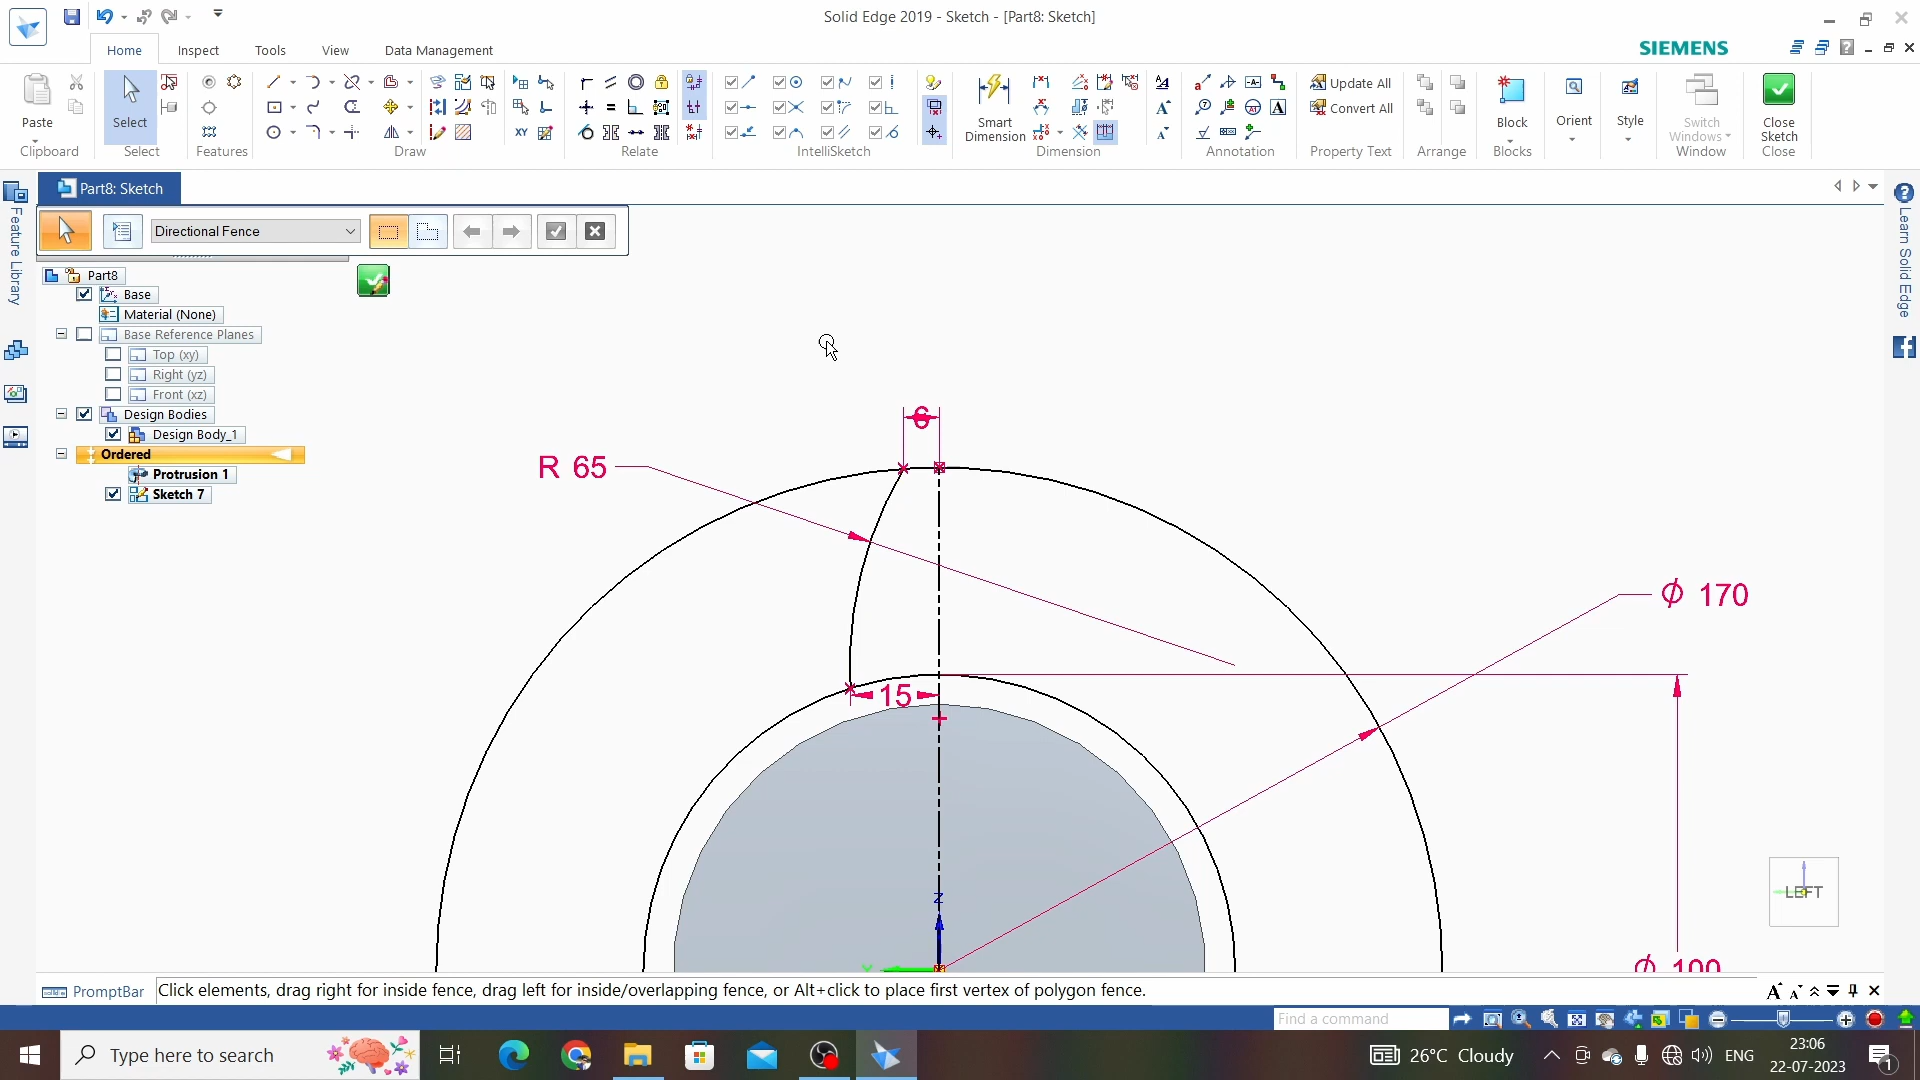 Solid Edge 2019 - Sketch - [Part8: Sketch]
Home
Inspect
Tools
View
Data Management
SIEMENS
Paste
Clipboard
Select
Select
Features
Draw
Relate
IntelliSketch
Smart Dimension
Dimension
Annotation
Update All
Convert All
Property Text
Arrange
Block
Blocks
Orient
Style
Switch Windows
Window
Close Sketch
Close
Part8: Sketch
Directional Fence
Feature Library
Learn Solid Edge
Part8
Base
Material (None)
Base Reference Planes
Top (xy)
Right (yz)
Front (xz)
Design Bodies
Design Body_1
Ordered
Protrusion 1
Sketch 7
6
R 65
ϕ 170
15
Z
Y
ϕ 100
LEFT
PromptBar
Click elements, drag right for inside fence, drag left for inside/overlapping fence, or Alt+click to place first vertex of polygon fence.
Find a command
Type here to search
26°C Cloudy
ENG
23:06
22-07-2023
1